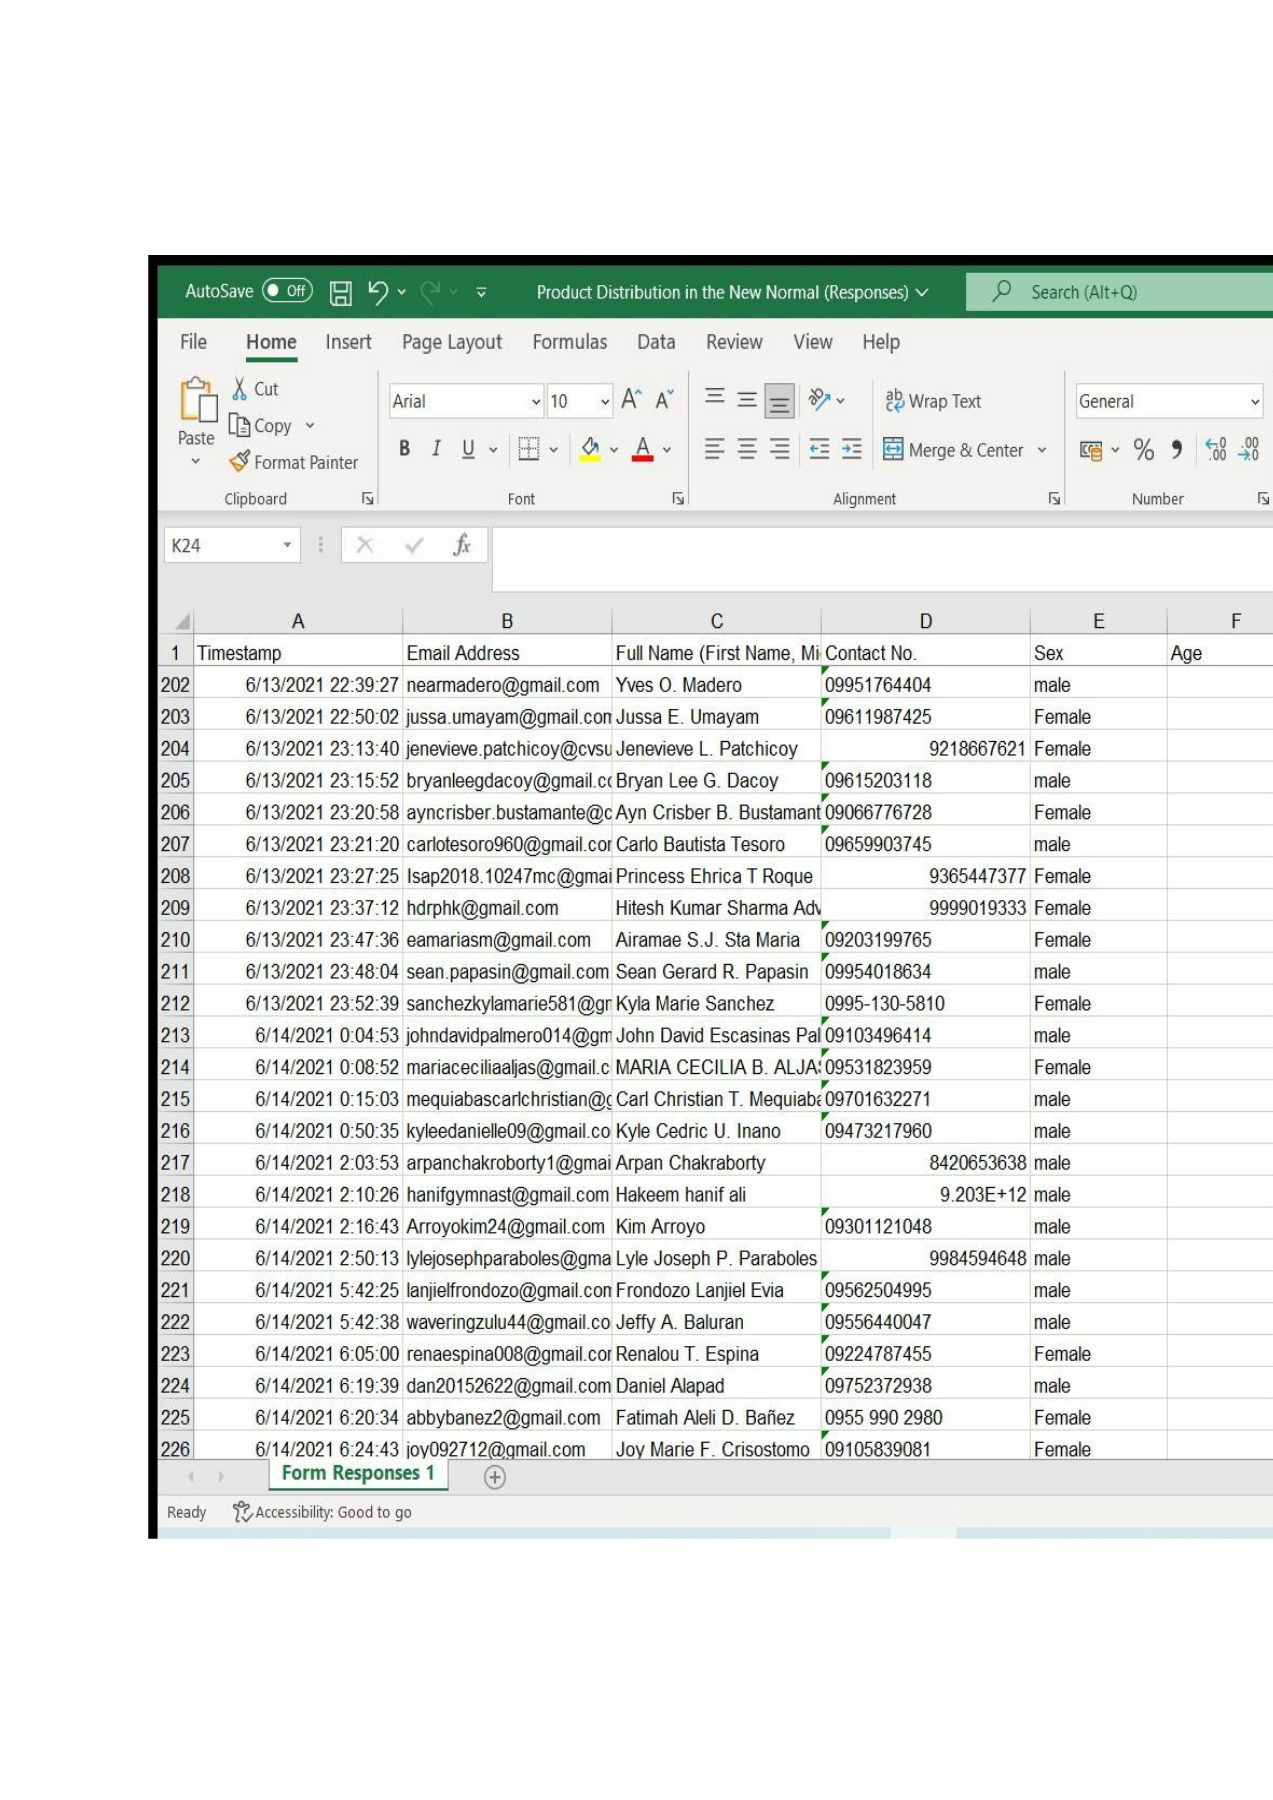 AutoSave Off Product Distribution in the New Normal (Responses) Search (Alt+Q)
File Home Insert Page Layout Formulas Data Review View Help
Cut
Copy
Format Painter
Paste
Clipboard
Arial 10 A A
B I U A
Font
ab Wrap Text
Merge & Center
Alignment
General
% 9 .00 .00
Number
K24 fx
A B C D E F
1 Timestamp Email Address Full Name (First Name, Mi Contact No. Sex Age
202 6/13/2021 22:39:27 nearmadero@gmail.com Yves O. Madero 09951764404 male
203 6/13/2021 22:50:02 jussa.umayam@gmail.com Jussa E. Umayam 09611987425 Female
204 6/13/2021 23:13:40 jenevieve.patchicoy@cvsu Jenevieve L. Patchicoy 9218667621 Female
205 6/13/2021 23:15:52 bryanleegdacoy@gmail.co Bryan Lee G. Dacoy 09615203118 male
206 6/13/2021 23:20:58 ayncrisber.bustamante@c Ayn Crisber B. Bustamant 09066776728 Female
207 6/13/2021 23:21:20 carlotesoro960@gmail.cor Carlo Bautista Tesoro 09659903745 male
208 6/13/2021 23:27:25 lsap2018.10247mc@gmai Princess Ehrica T Roque 9365447377 Female
209 6/13/2021 23:37:12 hdrphk@gmail.com Hitesh Kumar Sharma Adv 9999019333 Female
210 6/13/2021 23:47:36 eamariasm@gmail.com Airamae S.J. Sta Maria 09203199765 Female
211 6/13/2021 23:48:04 sean.papasin@gmail.com Sean Gerard R. Papasin 09954018634 male
212 6/13/2021 23:52:39 sanchezkylamarie581@gn Kyla Marie Sanchez 0995-130-5810 Female
213 6/14/2021 0:04:53 johndavidpalmero014@gm John David Escasinas Pal 09103496414 male
214 6/14/2021 0:08:52 mariaceciliaaljas@gmail.c MARIA CECILIA B. ALJAS 09531823959 Female
215 6/14/2021 0:15:03 mequiabascarlchristian@g Carl Christian T. Mequiaba 09701632271 male
216 6/14/2021 0:50:35 kyleedanielle09@gmail.co Kyle Cedric U. Inano 09473217960 male
217 6/14/2021 2:03:53 arpanchakroborty1@gmai Arpan Chakraborty 8420653638 male
218 6/14/2021 2:10:26 hanifgymnast@gmail.com Hakeem hanif ali 9.203E+12 male
219 6/14/2021 2:16:43 Arroyokim24@gmail.com Kim Arroyo 09301121048 male
220 6/14/2021 2:50:13 lylejosephparaboles@gma Lyle Joseph P. Paraboles 9984594648 male
221 6/14/2021 5:42:25 lanjielfrondozo@gmail.com Frondozo Lanjiel Evia 09562504995 male
222 6/14/2021 5:42:38 waveringzulu44@gmail.co Jeffy A. Baluran 09556440047 male
223 6/14/2021 6:05:00 renaespina008@gmail.cor Renalou T. Espina 09224787455 Female
224 6/14/2021 6:19:39 dan20152622@gmail.com Daniel Alapad 09752372938 male
225 6/14/2021 6:20:34 abbybanez2@gmail.com Fatimah Aleli D. Bañez 0955 990 2980 Female
226 6/14/2021 6:24:43 joy092712@gmail.com Joy Marie F. Crisostomo 09105839081 Female
Form Responses 1
Ready Accessibility: Good to go